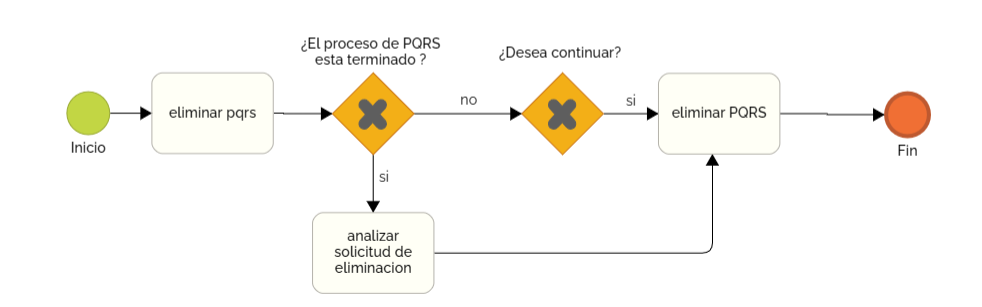 ¿El proceso de PQRS
esta terminado ?
¿Desea continuar?
Inicio
eliminar pqrs
no
si
eliminar PQRS
Fin
si
analizar
solicitud de
eliminacion